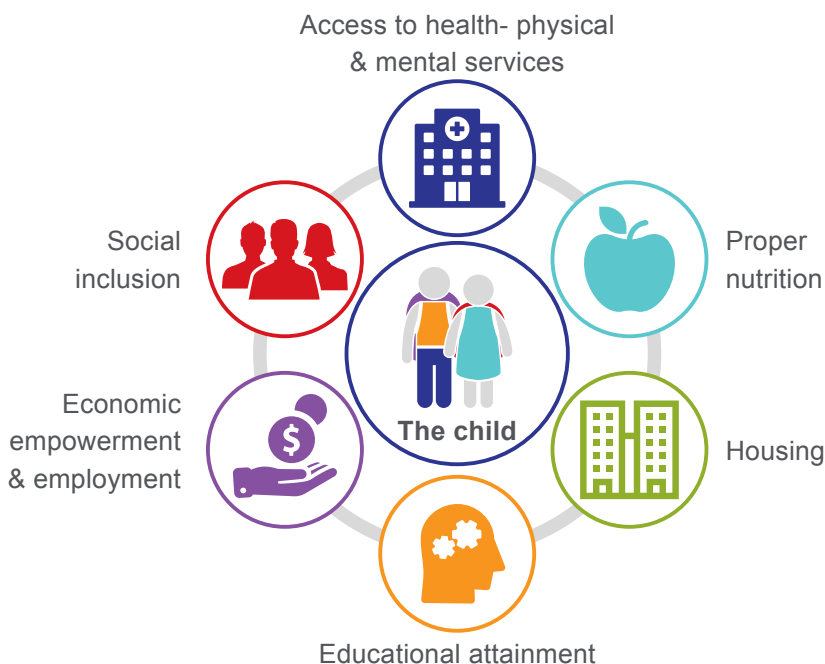 Access to health- physical
& mental services
Social
inclusion
Proper
nutrition
The child
Economic
empowerment
& employment
$
Housing
Educational attainment